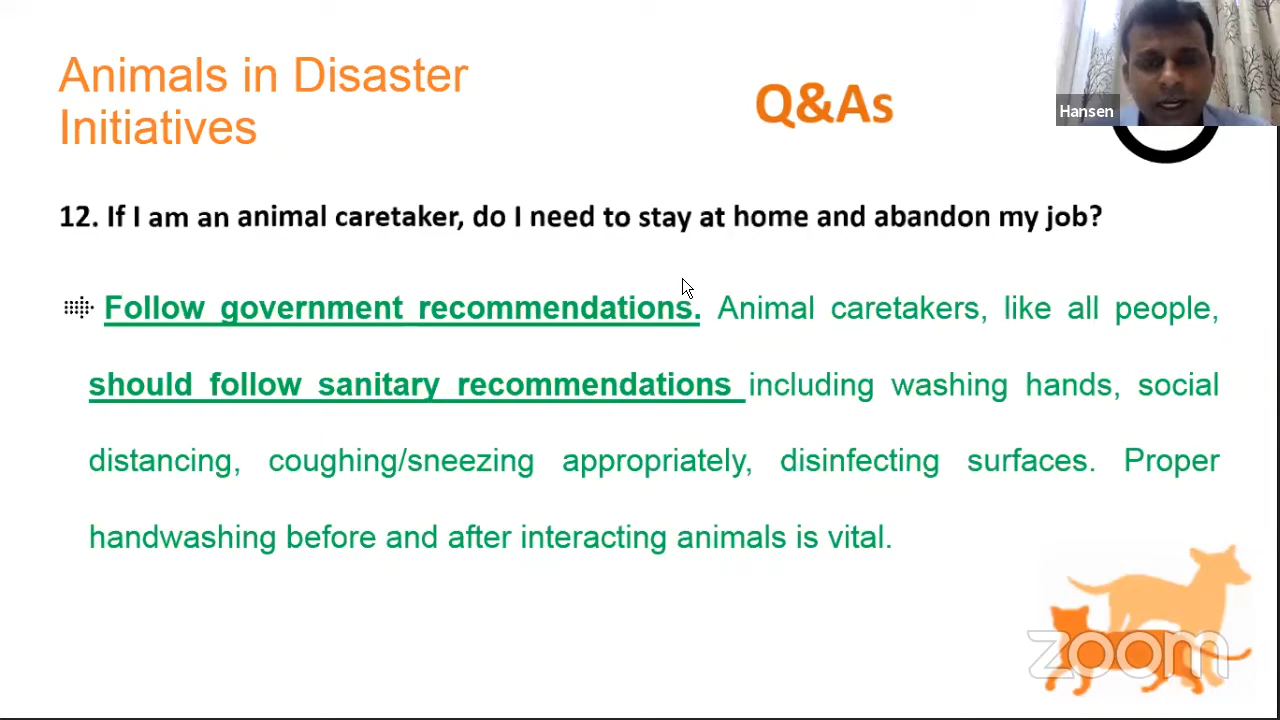 Animals in Disaster
Initiatives
Q&As
Hansen
12. If I am an animal caretaker, do I need to stay at home and abandon my job?
Follow government recommendations. Animal caretakers, like all people,
should follow sanitary recommendations including washing hands, social
distancing, coughing/sneezing appropriately, disinfecting surfaces. Proper
handwashing before and after interacting animals is vital.
zoom